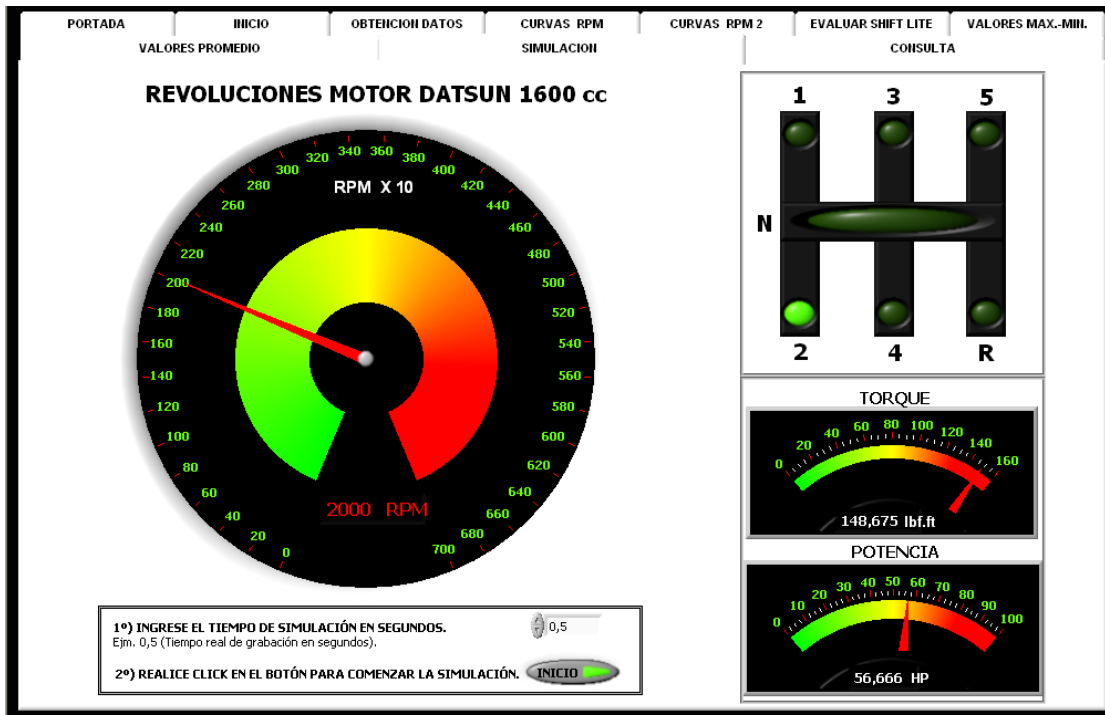 PORTADA
INICIO
OBTENCION DATOS
CURVAS RPM
CURVAS RPM 2
EVALUAR SHIFT LITE
VALORES MAX.-MIN.
VALORES PROMEDIO
SIMULACION
CONSULTA
REVOLUCIONES MOTOR DATSUN 1600 cc
RPM X 10
0
20
40
60
80
100
120
140
160
180
200
220
240
260
280
300
320
340
360
380
400
420
440
460
480
500
520
540
560
580
600
620
640
660
680
700
2000 RPM
1 3 5
N
2 4 R
TORQUE
0 20 40 60 80 100 120 140 160
148,675 lbf.ft
POTENCIA
0 10 20 30 40 50 60 70 80 90 100
56,666 HP
1º) INGRESE EL TIEMPO DE SIMULACIÓN EN SEGUNDOS.
0,5
Ejm. 0,5 (Tiempo real de grabación en segundos).
2º) REALICE CLICK EN EL BOTÓN PARA COMENZAR LA SIMULACIÓN.
INICIO